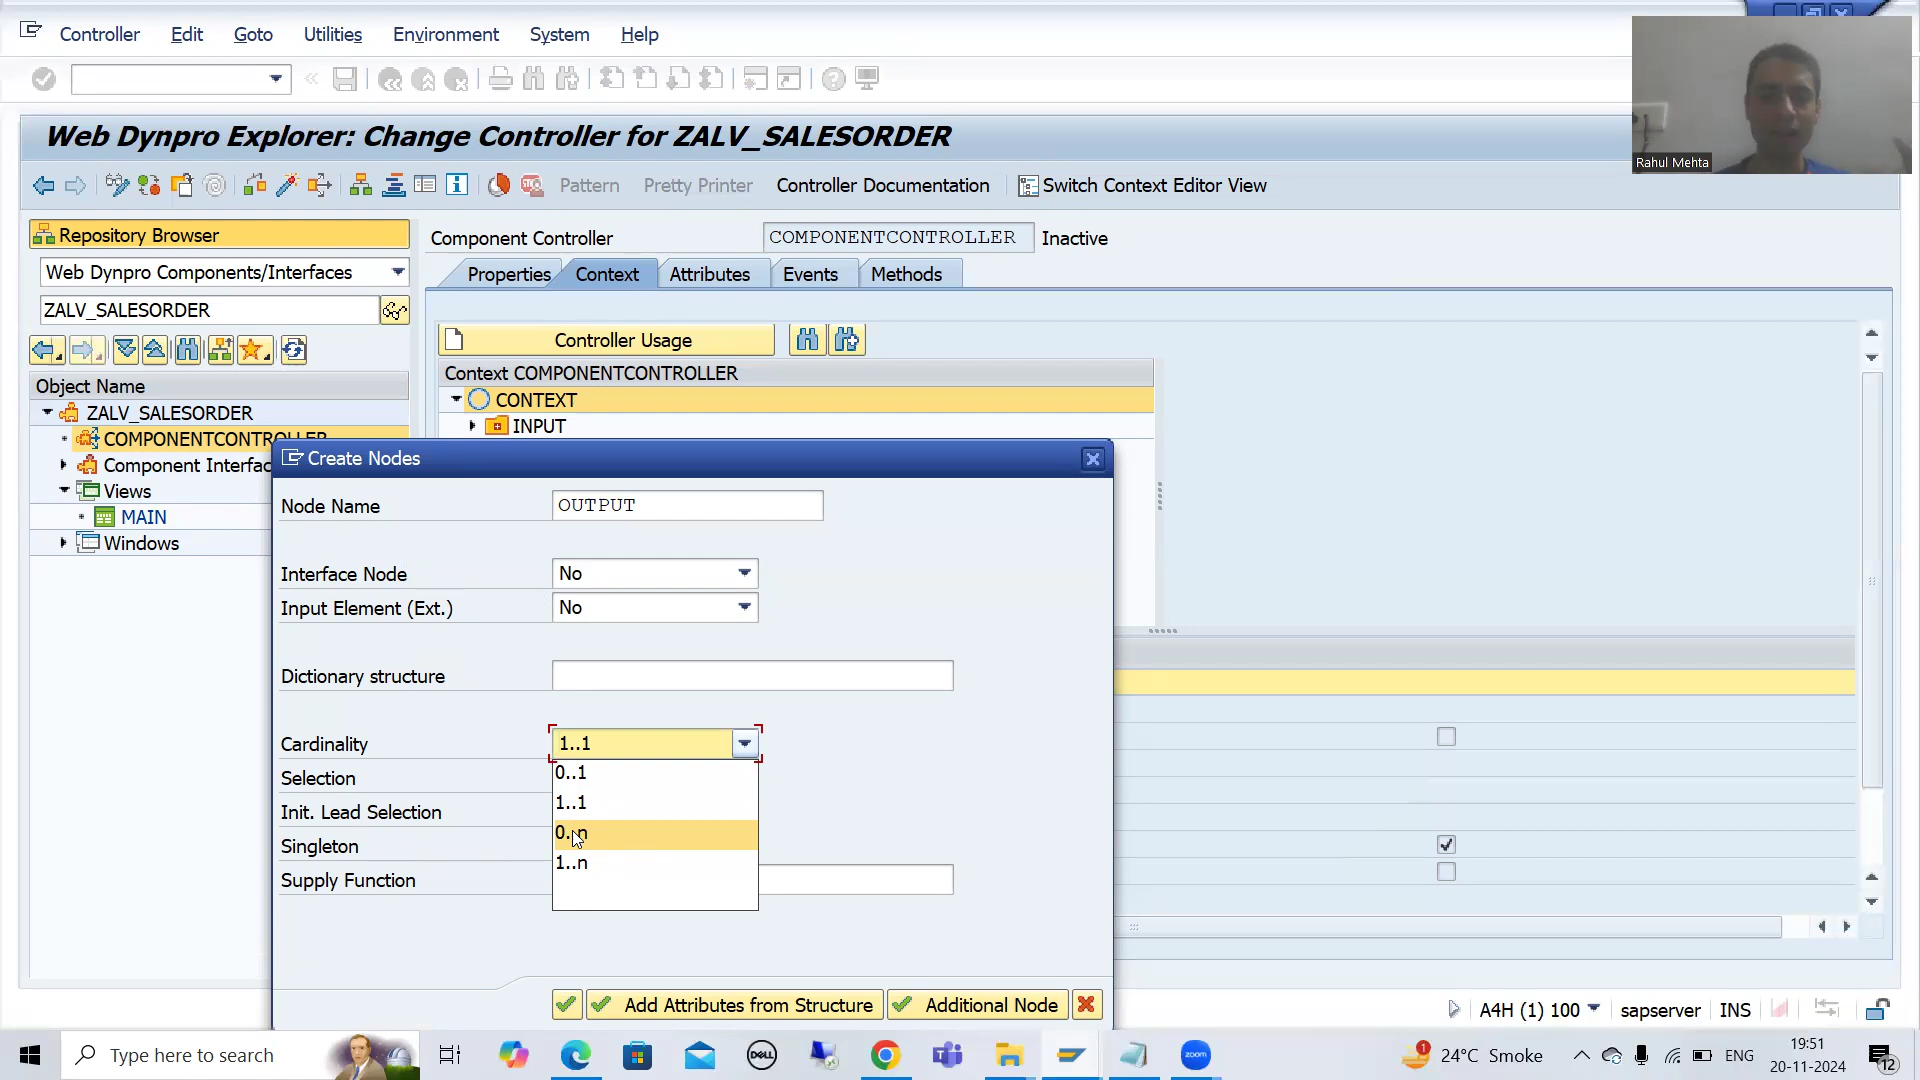 Controller Edit Goto Utilities Environment System Help
Web Dynpro Explorer: Change Controller for ZALV_SALESORDER
Pattern Pretty Printer Controller Documentation Switch Context Editor View
Rahul Mehta
Repository Browser
Web Dynpro Components/Interfaces
ZALV_SALESORDER
Object Name
ZALV_SALESORDER
COMPONENTCONTROLLER
Component Interfac
Views
MAIN
Windows
Component Controller COMPONENTCONTROLLER Inactive
Properties Context Attributes Events Methods
Controller Usage
Context COMPONENTCONTROLLER
CONTEXT
INPUT
Create Nodes
Node Name OUTPUT
Interface Node No
Input Element (Ext.) No
Dictionary structure
Cardinality 1..1
0..1
Selection
1..1
Init. Lead Selection
0..n
Singleton
1..n
Supply Function
Add Attributes from Structure Additional Node
A4H (1) 100 sapserver INS
Type here to search
DELL
zoom
1
24°C Smoke
ENG
19:51
20-11-2024
12